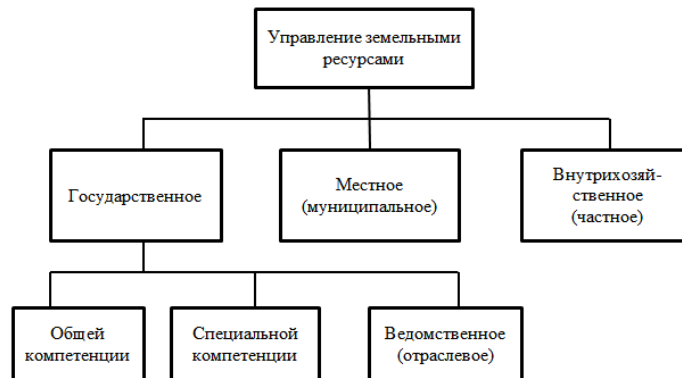 Управление земельными
ресурсами
Государственное
Местное
(муниципальное)
Внутрихозяй-
ственное
(частное)
Общей
компетенции
Специальной
компетенции
Ведомственное
(отраслевое)